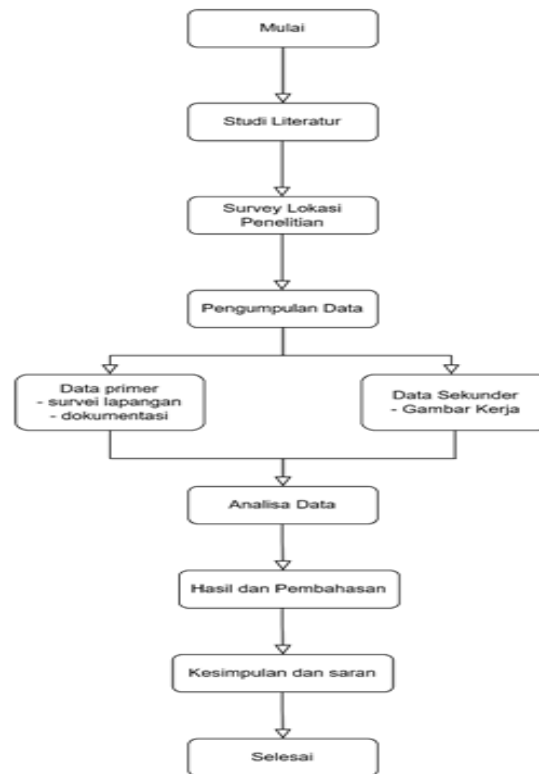 Mulai
Studi Literatur
Survey Lokasi
Penelitian
Pengumpulan Data
Data primer
- survei lapangan
- dokumentasi
Data Sekunder
- Gambar Kerja
Analisa Data
Hasil dan Pembahasan
Kesimpulan dan saran
Selesai